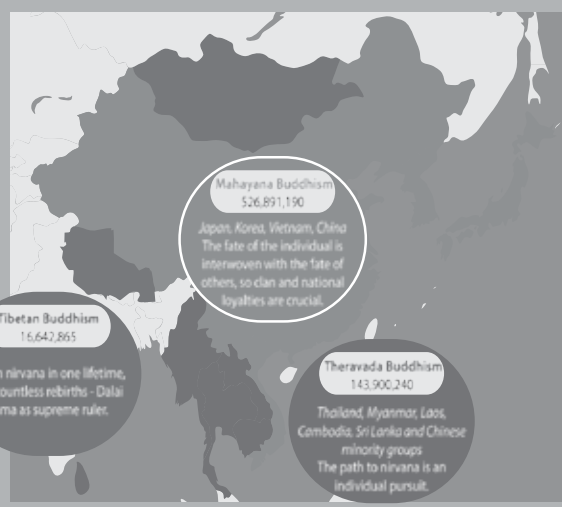 Mahayana Buddhism
526,891,190
Japan, Korea, Vietnam, China
The fate of the individual is
interwoven with the fate of
others, so clan and national
loyalties are crucial.
Tibetan Buddhism
16,642,865
nirvana in one lifetime,
rebirths - Dalai
as supreme ruler.
Theravada Buddhism
143,900,240
Thailand, Myanmar, Laos,
Cambodia, Sri Lanka and Chinese
minority groups
The path to nirvana is an
individual pursuit.